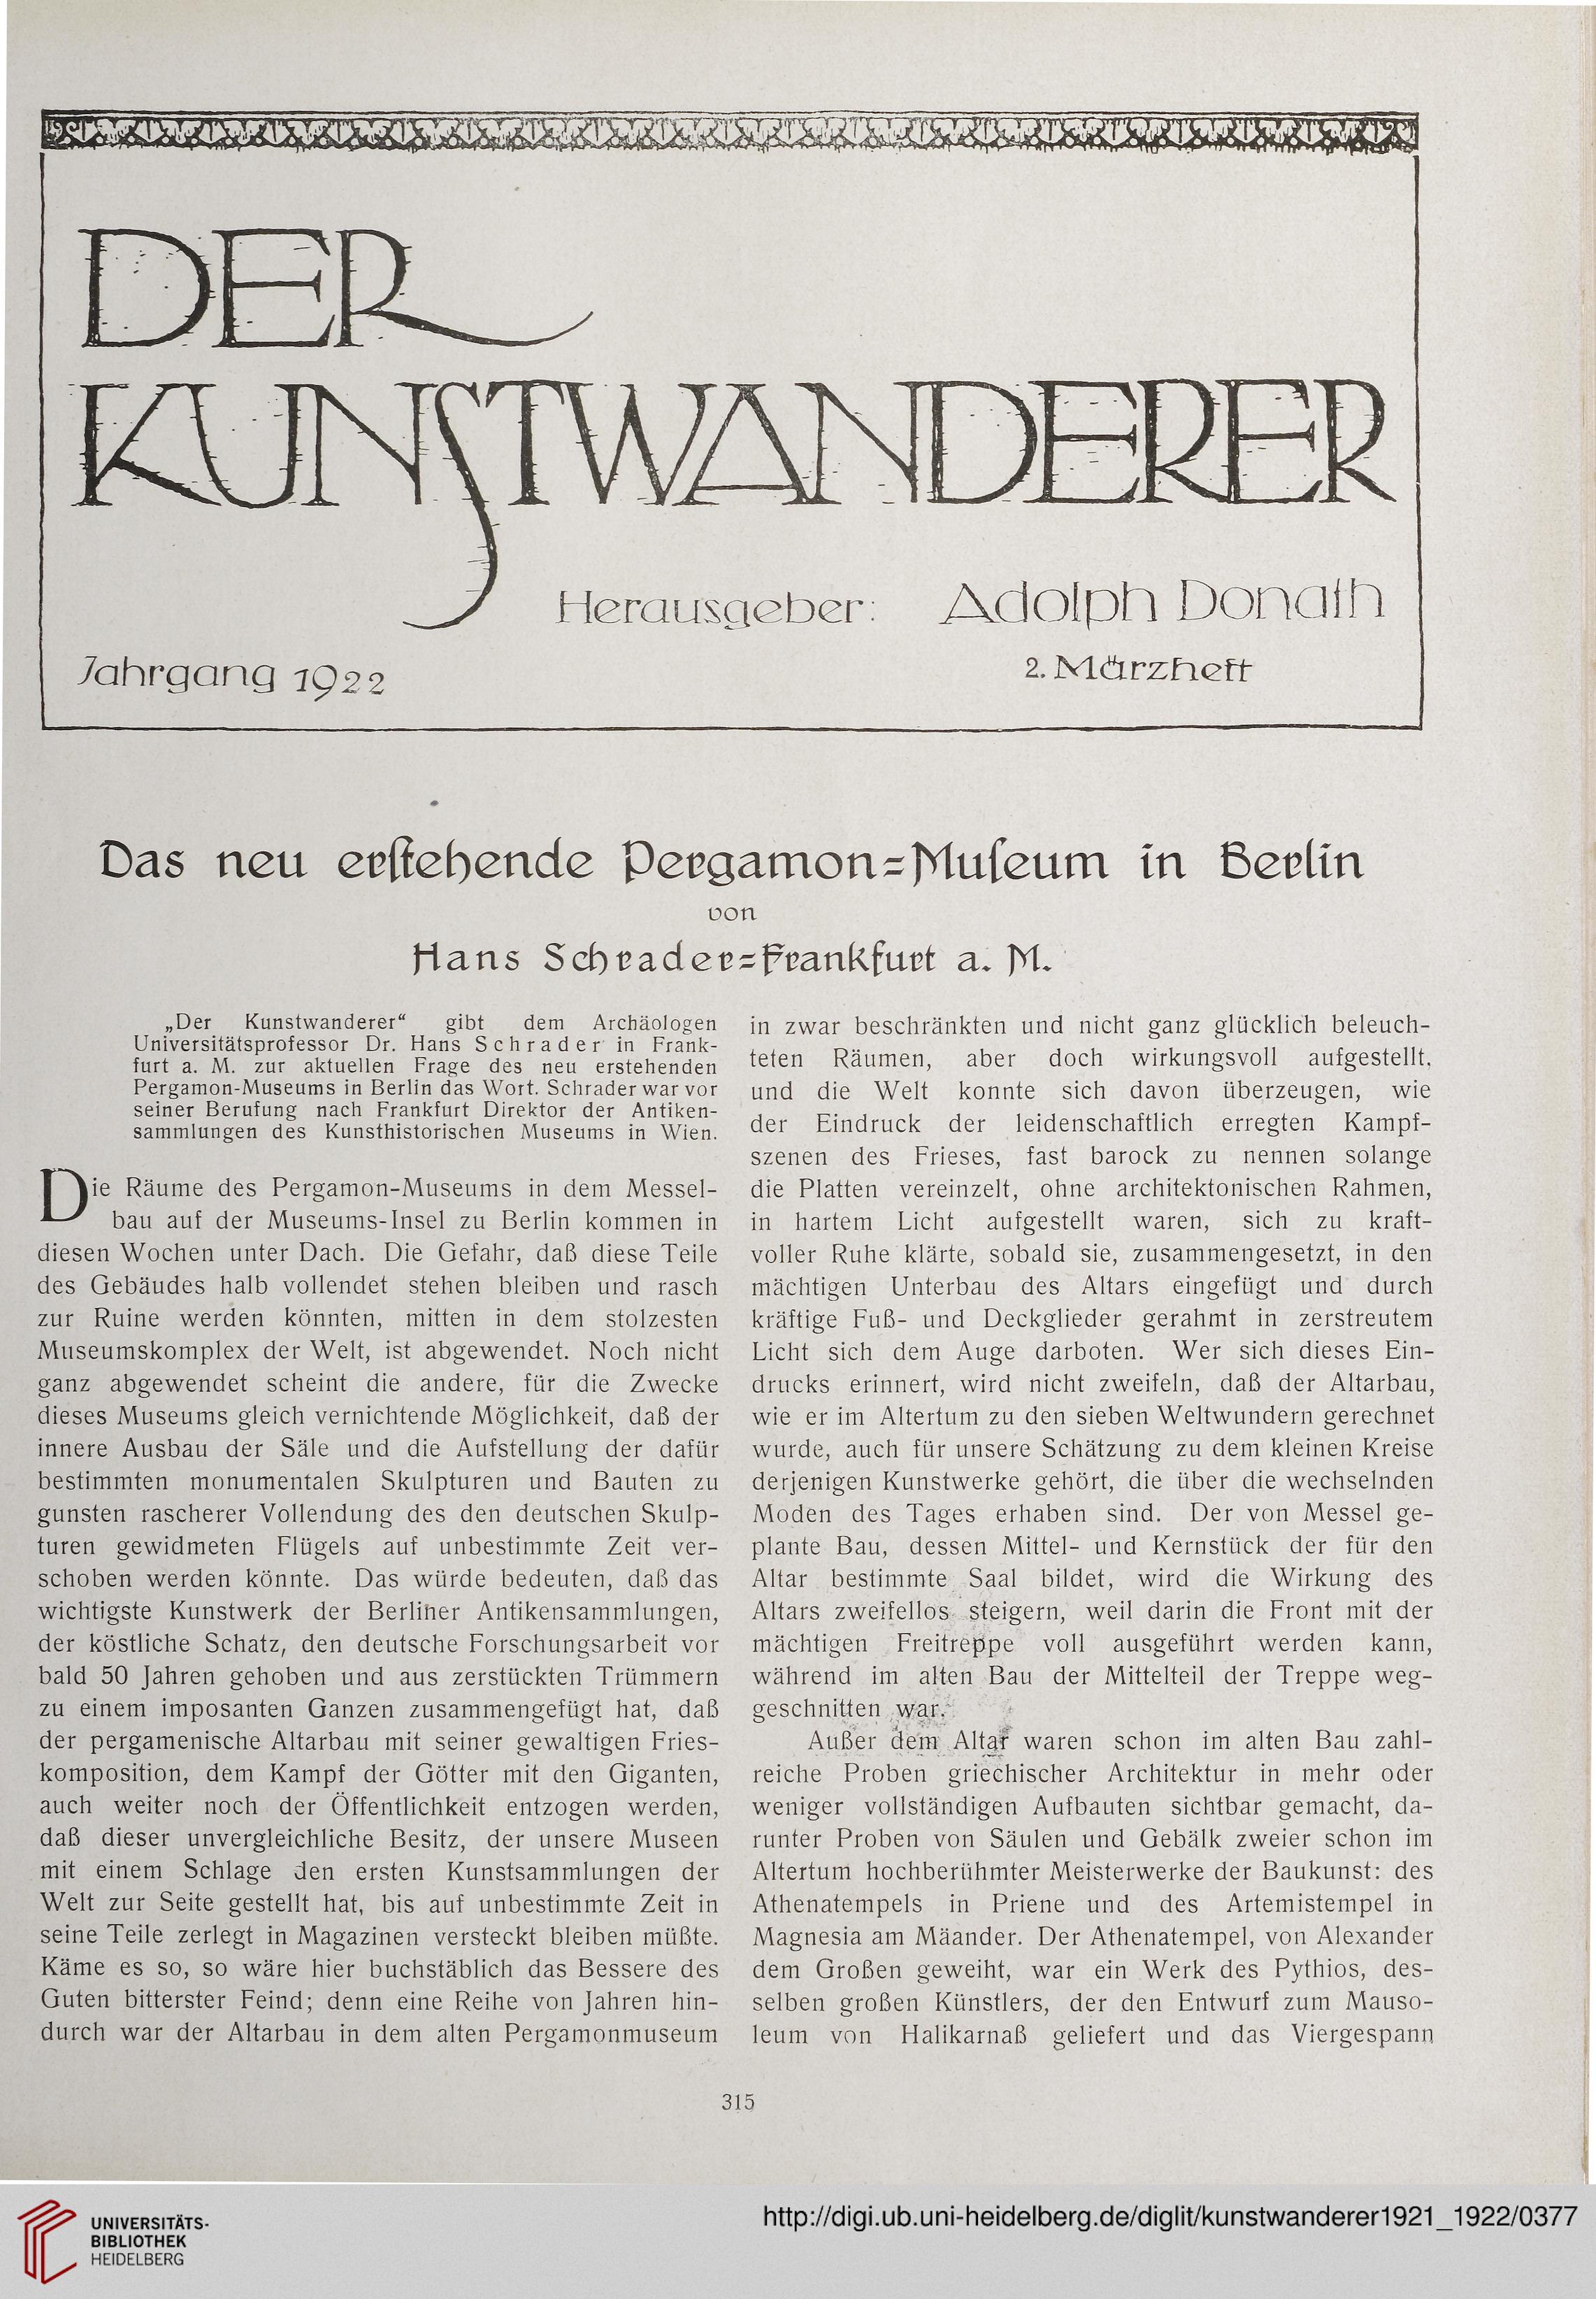 DER
KUNSTWANDERER
Herausgeber: Adolph Donath
Jahrgang 1922
2. Märzheft
Das neu erſtehende Pergamon=Muſeum in Berlin
von
Hans Schrader=Frankfurt a. M.
„Der Kunstwanderer“ gibt dem Archäologen
Universitätsprofessor Dr. Hans Schrader in Frank-
furt a. M. zur aktuellen Frage des neu erstehenden
Pergamon-Museums in Berlin das Wort. Schrader war vor
seiner Berufung nach Frankfurt Direktor der Antiken-
sammlungen des Kunsthistorischen Museums in Wien.
Die Räume des Pergamon-Museums in dem Messel-
bau auf der Museums-Insel zu Berlin kommen in
diesen Wochen unter Dach. Die Gefahr, daß diese Teile
des Gebäudes halb vollendet stehen bleiben und rasch
zur Ruine werden könnten, mitten in dem stolzesten
Museumskomplex der Welt, ist abgewendet. Noch nicht
ganz abgewendet scheint die andere, für die Zwecke
dieses Museums gleich vernichtende Möglichkeit, daß der
innere Ausbau der Säle und die Aufstellung der dafür
bestimmten monumentalen Skulpturen und Bauten zu
gunsten rascherer Vollendung des den deutschen Skulp-
turen gewidmeten Flügels auf unbestimmte Zeit ver-
schoben werden könnte. Das würde bedeuten, daß das
wichtigste Kunstwerk der Berliner Antikensammlungen,
der köstliche Schatz, den deutsche Forschungsarbeit vor
bald 50 Jahren gehoben und aus zerstückten Trümmern
zu einem imposanten Ganzen zusammengefügt hat, daß
der pergamenische Altarbau mit seiner gewaltigen Fries-
komposition, dem Kampf der Götter mit den Giganten,
auch weiter noch der Öffentlichkeit entzogen werden,
daß dieser unvergleichliche Besitz, der unsere Museen
mit einem Schlage den ersten Kunstsammlungen der
Welt zur Seite gestellt hat, bis auf unbestimmte Zeit in
seine Teile zerlegt in Magazinen versteckt bleiben müßte.
Käme es so, so wäre hier buchstäblich das Bessere des
Guten bitterster Feind; denn eine Reihe von Jahren hin-
durch war der Altarbau in dem alten Pergamonmuseum
in zwar beschränkten und nicht ganz glücklich beleuch-
teten Räumen, aber doch wirkungsvoll aufgestellt,
und die Welt konnte sich davon überzeugen, wie
der Eindruck der leidenschaftlich erregten Kampf-
szenen des Frieses, fast barock zu nennen solange
die Platten vereinzelt, ohne architektonischen Rahmen,
in hartem Licht aufgestellt waren, sich zu kraft-
voller Ruhe klärte, sobald sie, zusammengesetzt, in den
mächtigen Unterbau des Altars eingefügt und durch
kräftige Fuß- und Deckglieder gerahmt in zerstreutem
Licht sich dem Auge darboten. Wer sich dieses Ein-
drucks erinnert, wird nicht zweifeln, daß der Altarbau,
wie er im Altertum zu den sieben Weltwundern gerechnet
wurde, auch für unsere Schätzung zu dem kleinen Kreise
derjenigen Kunstwerke gehört, die über die wechselnden
Moden des Tages erhaben sind. Der von Messel ge-
plante Bau, dessen Mittel- und Kernstück der für den
Altar bestimmte Saal bildet, wird die Wirkung des
Altars zweifellos steigern, weil darin die Front mit der
mächtigen Freitreppe voll ausgeführt werden kann,
während im alten Bau der Mittelteil der Treppe weg-
geschnitten war.
Außer dem Altar waren schon im alten Bau zahl-
reiche Proben griechischer Architektur in mehr oder
weniger vollständigen Aufbauten sichtbar gemacht, da-
runter Proben von Säulen und Gebälk zweier schon im
Altertum hochberühmter Meisterwerke der Baukunst: des
Athenatempels in Priene und des Artemistempel in
Magnesia am Mäander. Der Athenatempel, von Alexander
dem Großen geweiht, war ein Werk des Pythios, des-
selben großen Künstlers, der den Entwurf zum Mauso-
leum von Halikarnaß geliefert und das Viergespann
315
UNIVERSITÄTS-
BIBLIOTHEK
HEIDELBERG
http://digi.ub.uni-heidelberg.de/diglit/kunstwanderer1921_1922/0377